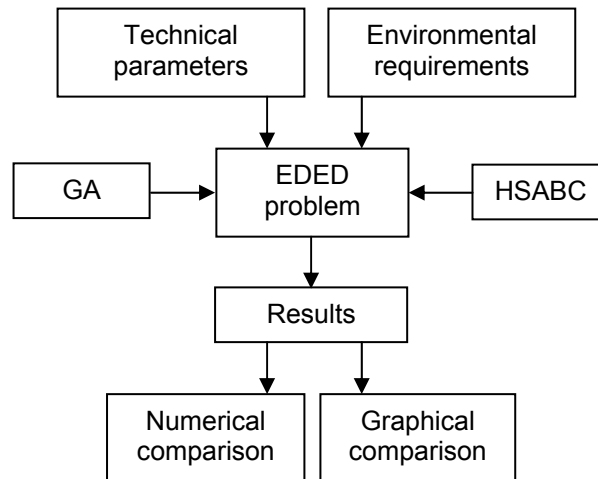 Technical
parameters
Environmental
requirements
GA
EDED
problem
HSABC
Results
Numerical
comparison
Graphical
comparison